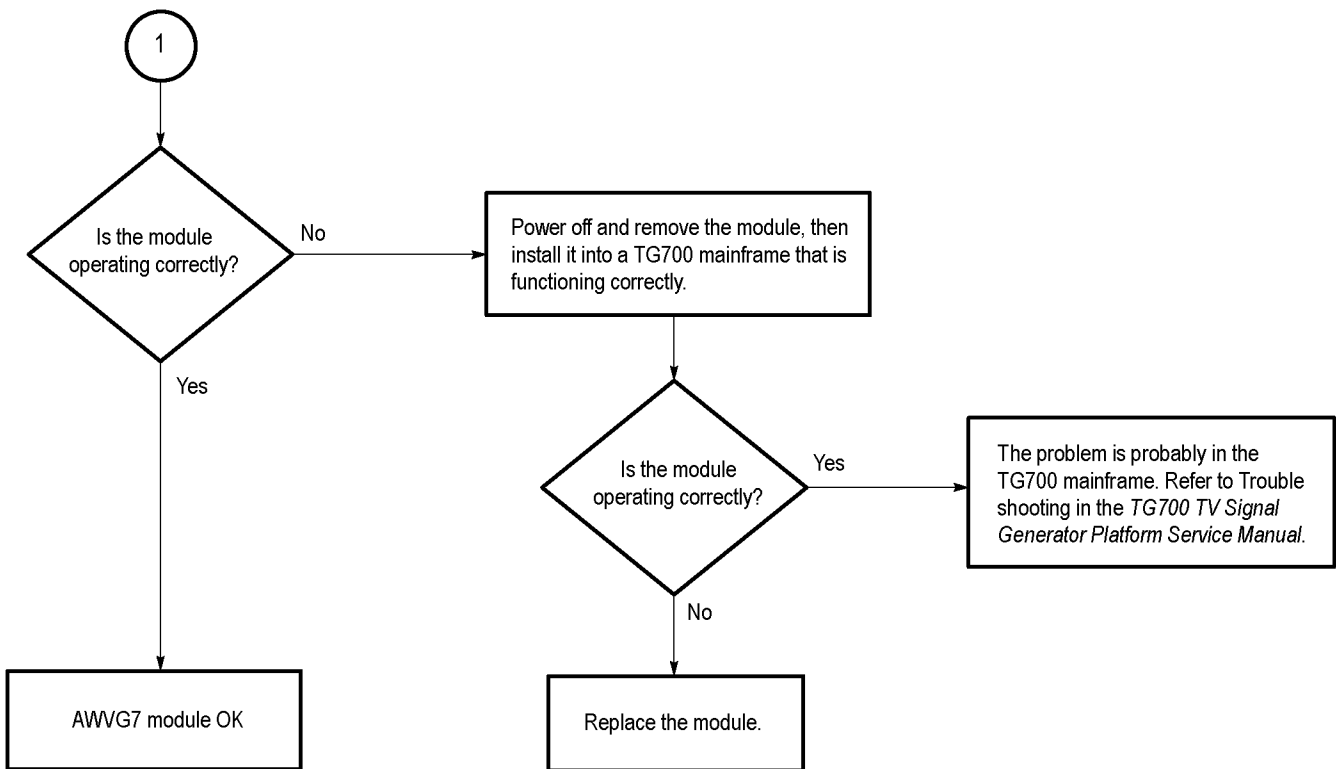 1
Is the module
operating correctly?
No
Power off and remove the module, then
install it into a TG700 mainframe that is
functioning correctly.
Yes
Is the module
operating correctly?
Yes
The problem is probably in the
TG700 mainframe. Refer to Trouble
shooting in the TG700 TV Signal
Generator Platform Service Manual.
No
AWVG7 module OK
Replace the module.